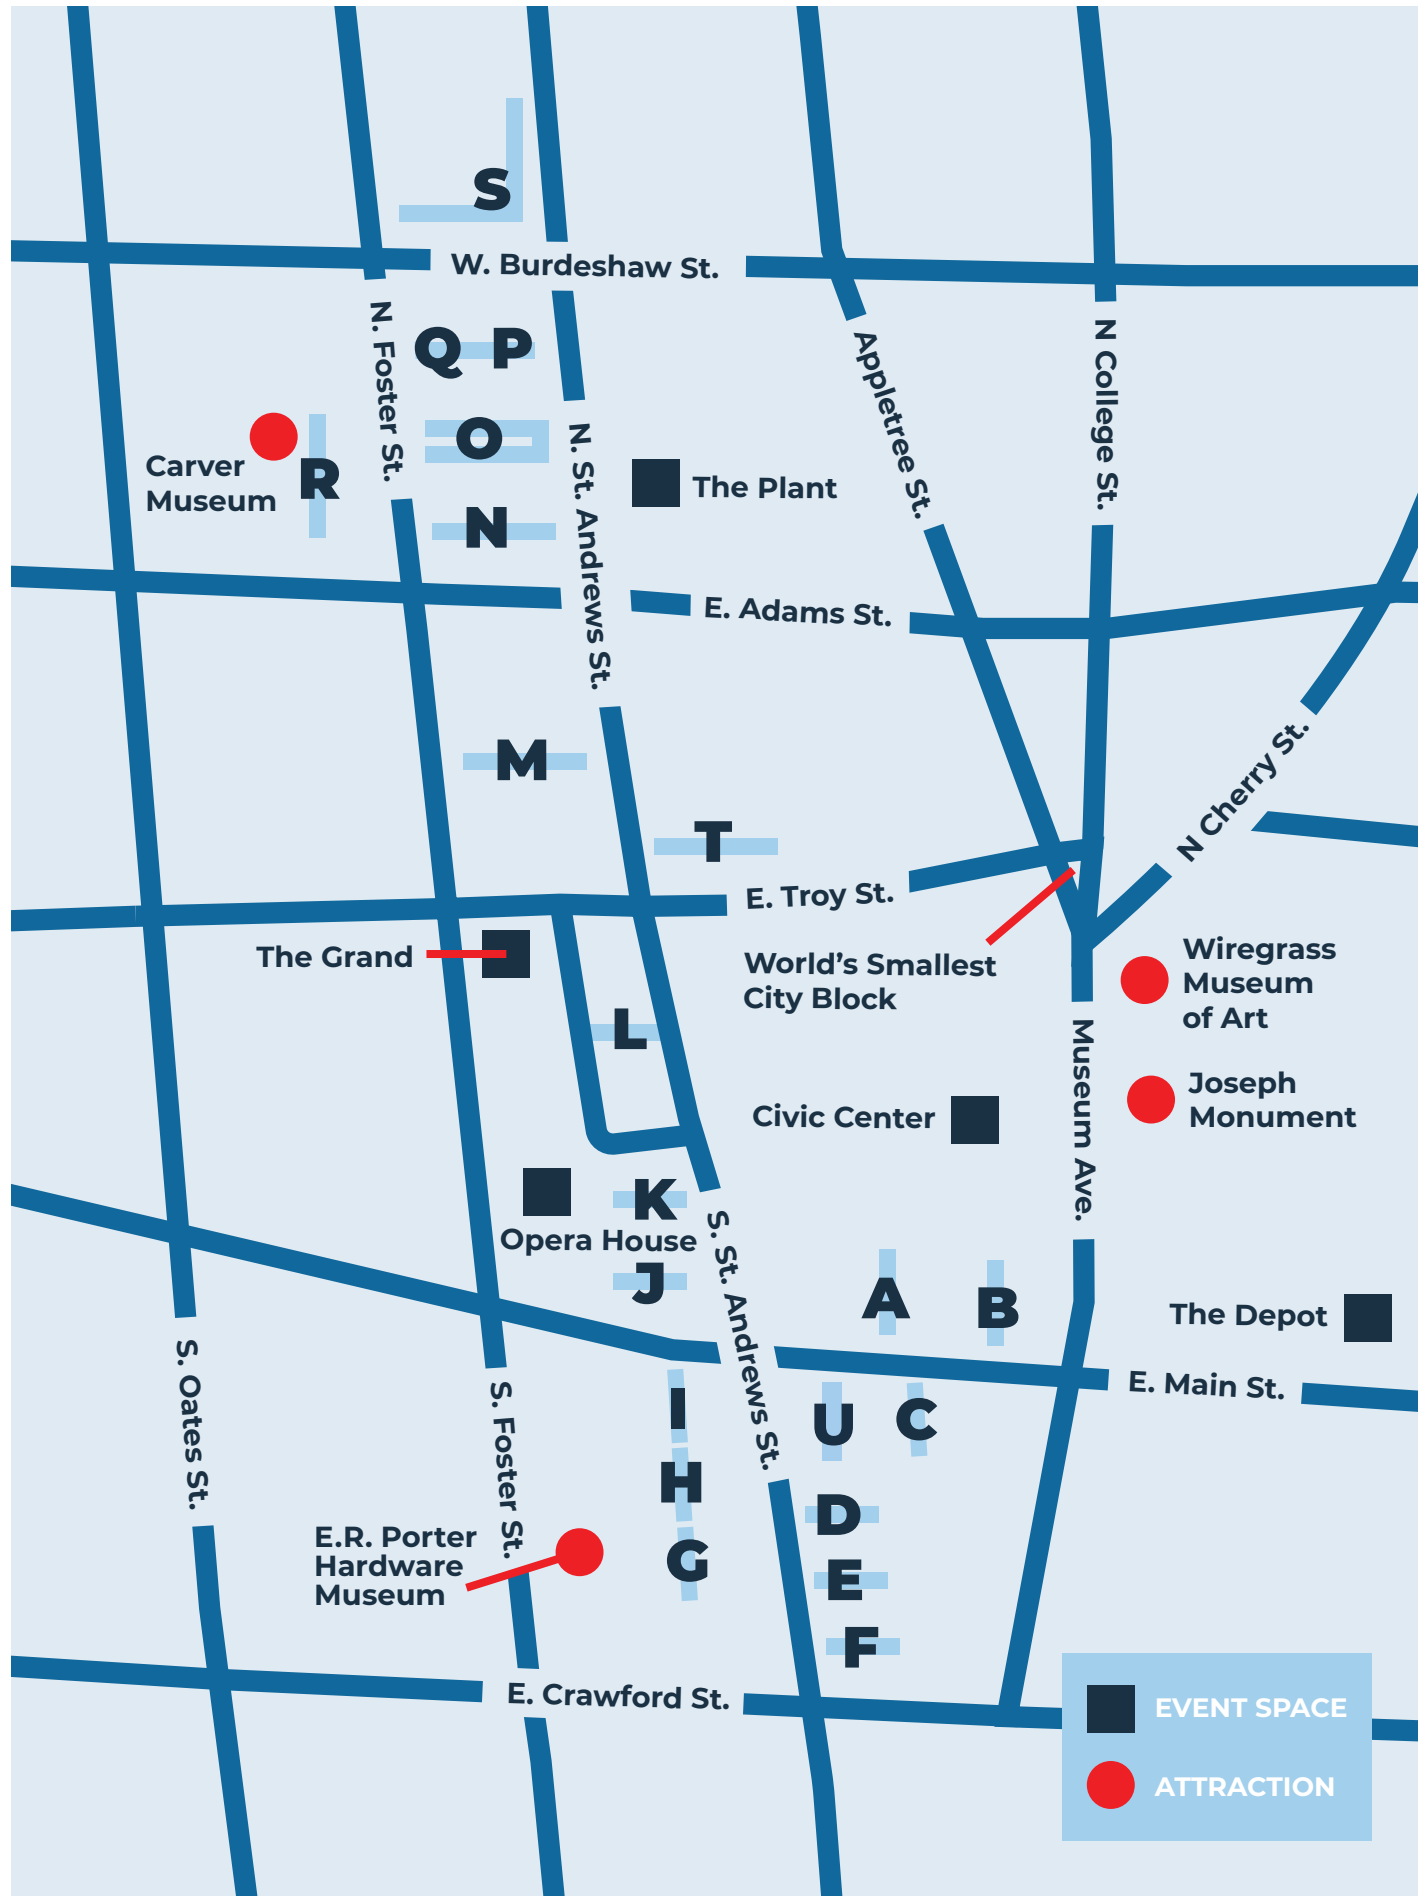 S
W. Burdeshaw St.
N. Foster St.
Q
P
Appletree St.
N College St.
O
N. St. Andrews St.
Carver
Museum
R
The Plant
N
E. Adams St.
M
N Cherry St.
T
E. Troy St.
The Grand
World’s Smallest
City Block
Wiregrass
Museum
of Art
L
Museum Ave.
Joseph
Monument
Civic Center
K
Opera House
J
S. St. Andrews St.
A
B
The Depot
E. Main St.
S. Oates St.
S. Foster St.
I
U
C
H
D
E.R. Porter
Hardware
Museum
G
E
F
E. Crawford St.
EVENT SPACE
ATTRACTION